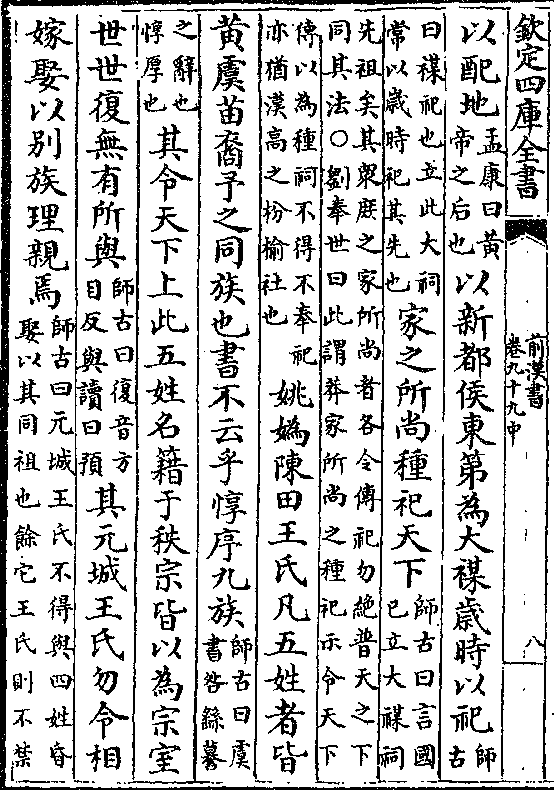 欽定四庫全書
前漢書
卷九十九中
八
以配地孟康曰黄帝之后也以新都侯東第為大禖歲時以祀師古
曰禖祀也立此大祠常以歲時祀其先也家之所尚種祀天下師古曰言國已立大禖祠
先祖矣其衆庶之家所尚者各令傳祀勿絶普天之下同其法○劉奉世曰此謂莽家所尚之種祀示令天下
傳以為種祠不得不奉祀亦猶漢高之枌榆社也姚媯陳田王氏凡五姓者皆
黄虞苗裔予之同族也書不云乎惇序九族師古曰虞書咎繇謩
之辭也惇厚也其令天下上此五姓名籍于秩宗皆以為宗室
世世復無有所與師古曰復音方目反與讀曰預其元城王氏勿令相
嫁娶以别族理親焉師古曰元城王氏不得與四姓昏娶以其同祖也餘它王氏則不禁